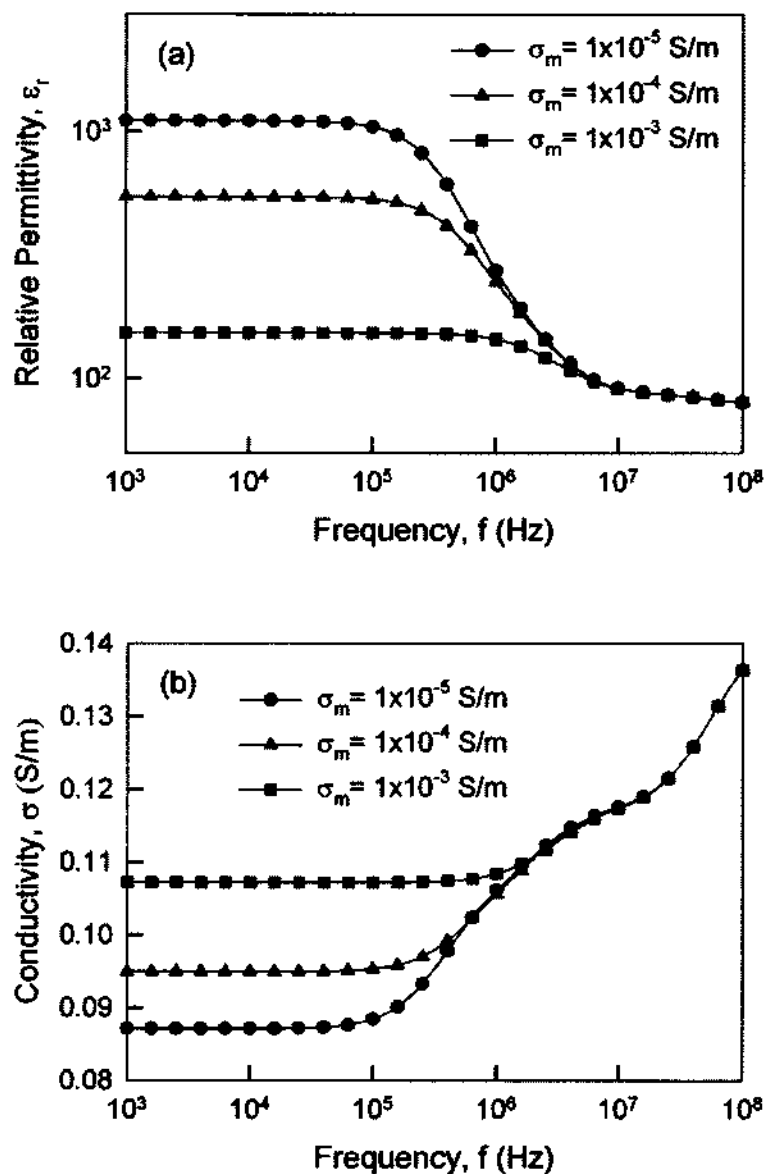 (a)
σₘ= 1x10⁻⁵ S/m
σₘ= 1x10⁻⁴ S/m
σₘ= 1x10⁻³ S/m
Relative Permittivity, εᵣ
10³
10²
10³ 10⁴ 10⁵ 10⁶ 10⁷ 10⁸
Frequency, f (Hz)
(b)
σₘ= 1x10⁻⁵ S/m
σₘ= 1x10⁻⁴ S/m
σₘ= 1x10⁻³ S/m
Conductivity, σ (S/m)
0.14
0.13
0.12
0.11
0.10
0.09
0.08
10³ 10⁴ 10⁵ 10⁶ 10⁷ 10⁸
Frequency, f (Hz)